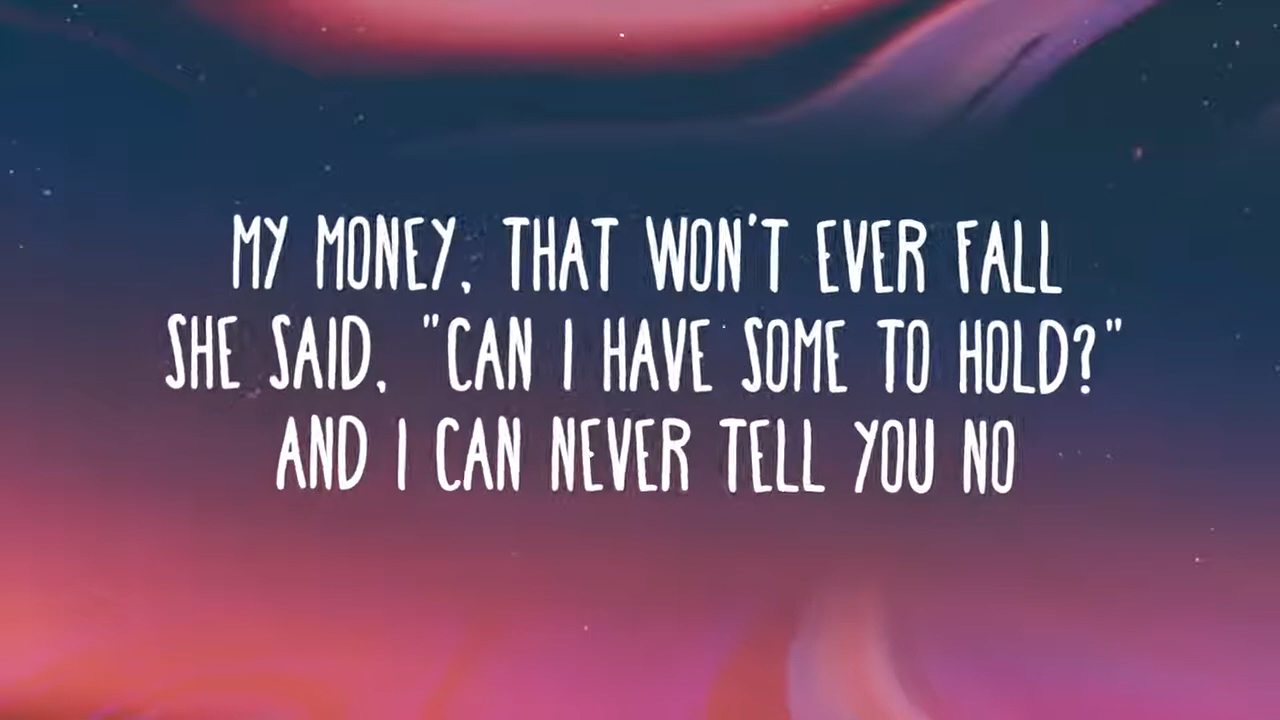 MY MONEY, THAT WON'T EVER FALL
SHE SAID, "CAN I HAVE SOME TO HOLD?"
AND I CAN NEVER TELL YOU NO